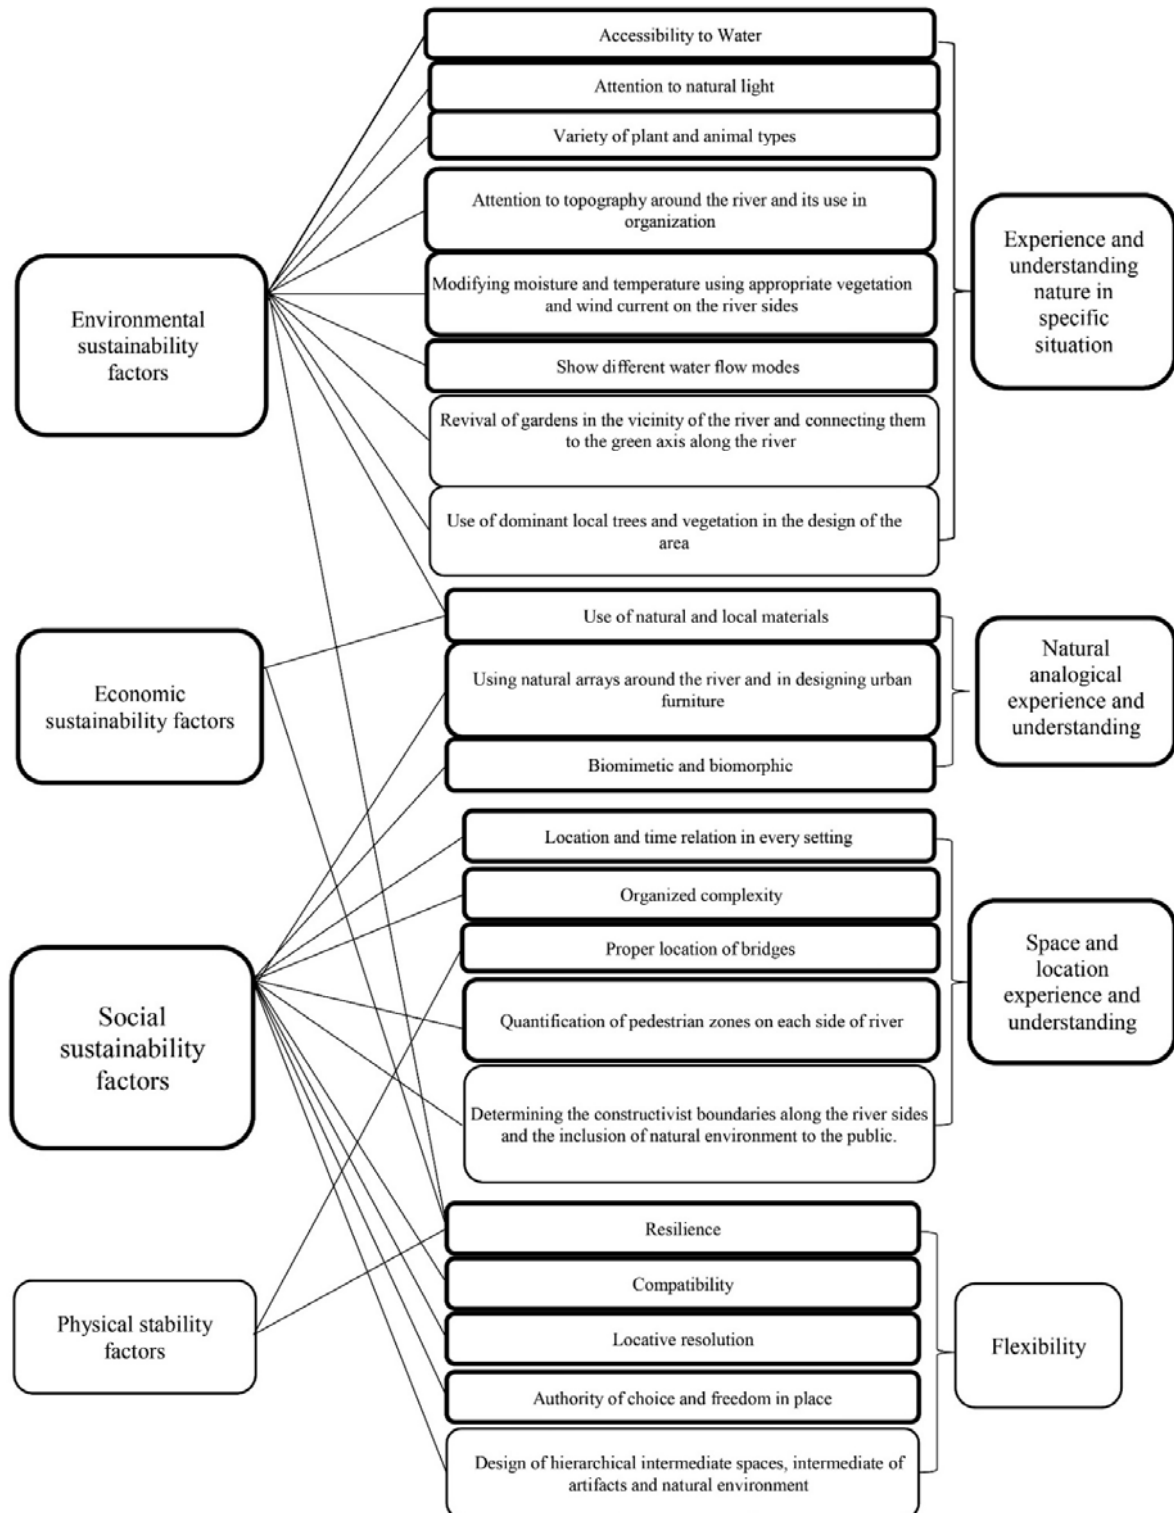 Environmental
sustainability
factors
Economic
sustainability factors
Social
sustainability
factors
Physical stability
factors
Accessibility to Water
Attention to natural light
Variety of plant and animal types
Attention to topography around the river and its use in
organization
Modifying moisture and temperature using appropriate vegetation
and wind current on the river sides
Show different water flow modes
Revival of gardens in the vicinity of the river and connecting them
to the green axis along the river
Use of dominant local trees and vegetation in the design of the
area
Use of natural and local materials
Using natural arrays around the river and in designing urban
furniture
Biomimetic and biomorphic
Location and time relation in every setting
Organized complexity
Proper location of bridges
Quantification of pedestrian zones on each side of river
Determining the constructivist boundaries along the river sides
and the inclusion of natural environment to the public.
Resilience
Compatibility
Locative resolution
Authority of choice and freedom in place
Design of hierarchical intermediate spaces, intermediate of
artifacts and natural environment
Experience and
understanding
nature in
specific
situation
Natural
analogical
experience and
understanding
Space and
location
experience and
understanding
Flexibility